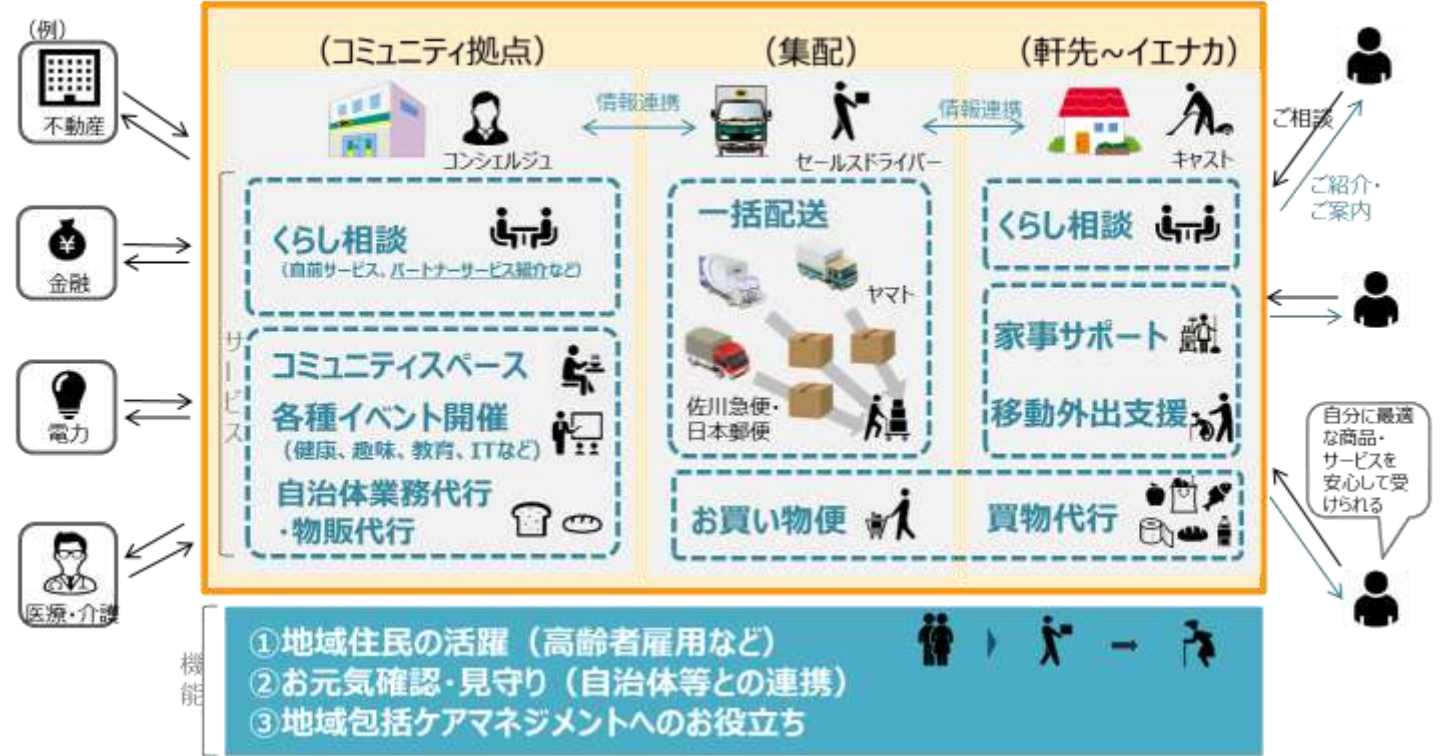 (例)
不動産
金融
電力
医療・介護
(コミュニティ拠点)
(集配)
(軒先~イエナカ)
コンシェルジュ
情報連携
セールスドライバー
情報連携
キャスト
サービス
くらし相談
(直前サービス、パートナーサービス紹介など)
コミュニティスペース
各種イベント開催
(健康、趣味、教育、ITなど)
自治体業務代行
・物販代行
一括配送
ヤマト
佐川急便・
日本郵便
お買い物便
くらし相談
家事サポート
移動外出支援
買物代行
ご相談
ご紹介・
ご案内
自分に最適
な商品・
サービスを
安心して受
けられる
機能
①地域住民の活躍(高齢者雇用など)
②お元気確認・見守り(自治体等との連携)
③地域包括ケアマネジメントへのお役立ち